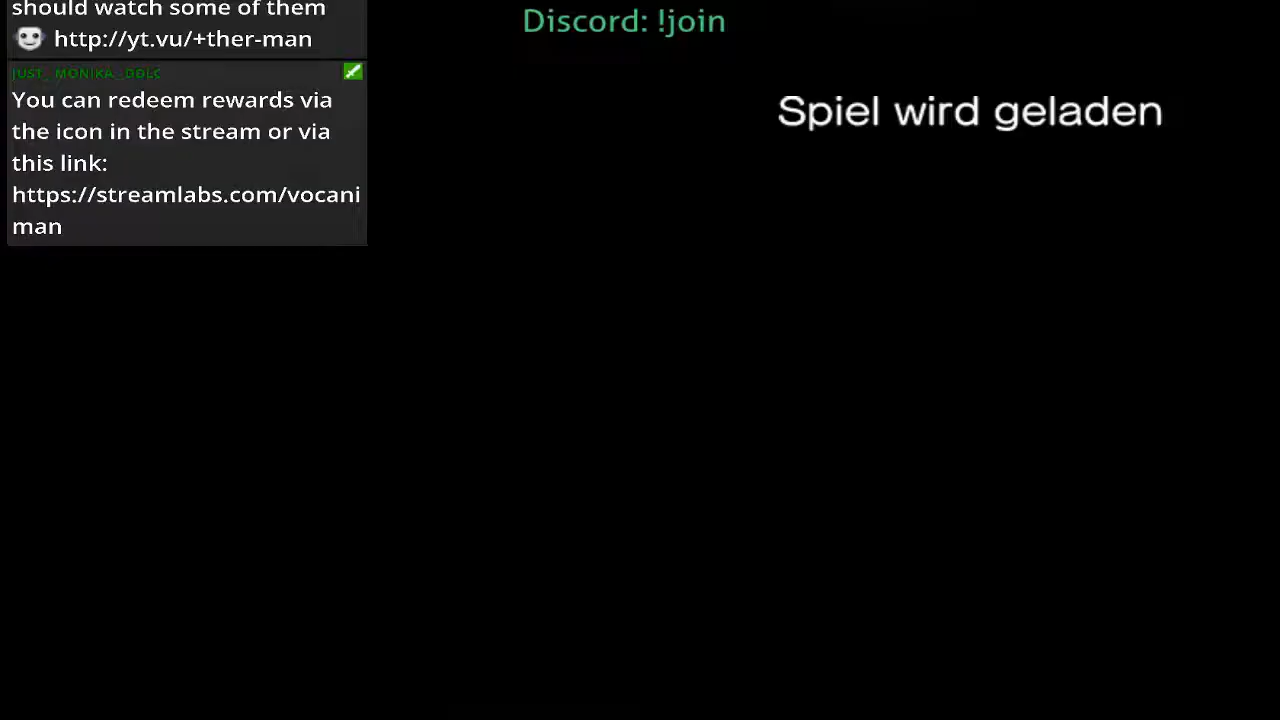 should watch some of them
http://yt.vu/+ther-man
JUST_MONIKA_DDLC
You can redeem rewards via
the icon in the stream or via
this link:
https://streamlabs.com/vocani
man
Discord: !join
Spiel wird geladen